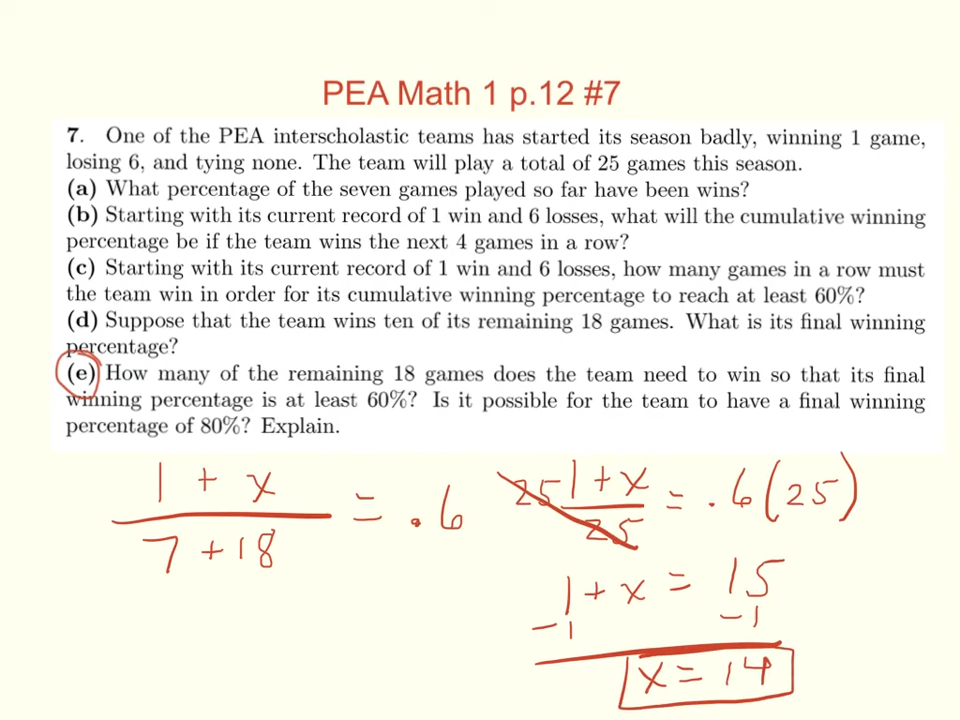 PEA Math 1 p.12 #7
7. One of the PEA interscholastic teams has started its season badly, winning 1 game,
losing 6, and tying none. The team will play a total of 25 games this season.
(a) What percentage of the seven games played so far have been wins?
(b) Starting with its current record of 1 win and 6 losses, what will the cumulative winning
percentage be if the team wins the next 4 games in a row?
(c) Starting with its current record of 1 win and 6 losses, how many games in a row must
the team win in order for its cumulative winning percentage to reach at least 60%?
(d) Suppose that the team wins ten of its remaining 18 games. What is its final winning
percentage?
(e) How many of the remaining 18 games does the team need to win so that its final
winning percentage is at least 60%? Is it possible for the team to have a final winning
percentage of 80%? Explain.
1 + x
7 + 18
= .6
25 1 + x
25
= .6(25)
1 + x = 15
-1 -1
x = 14